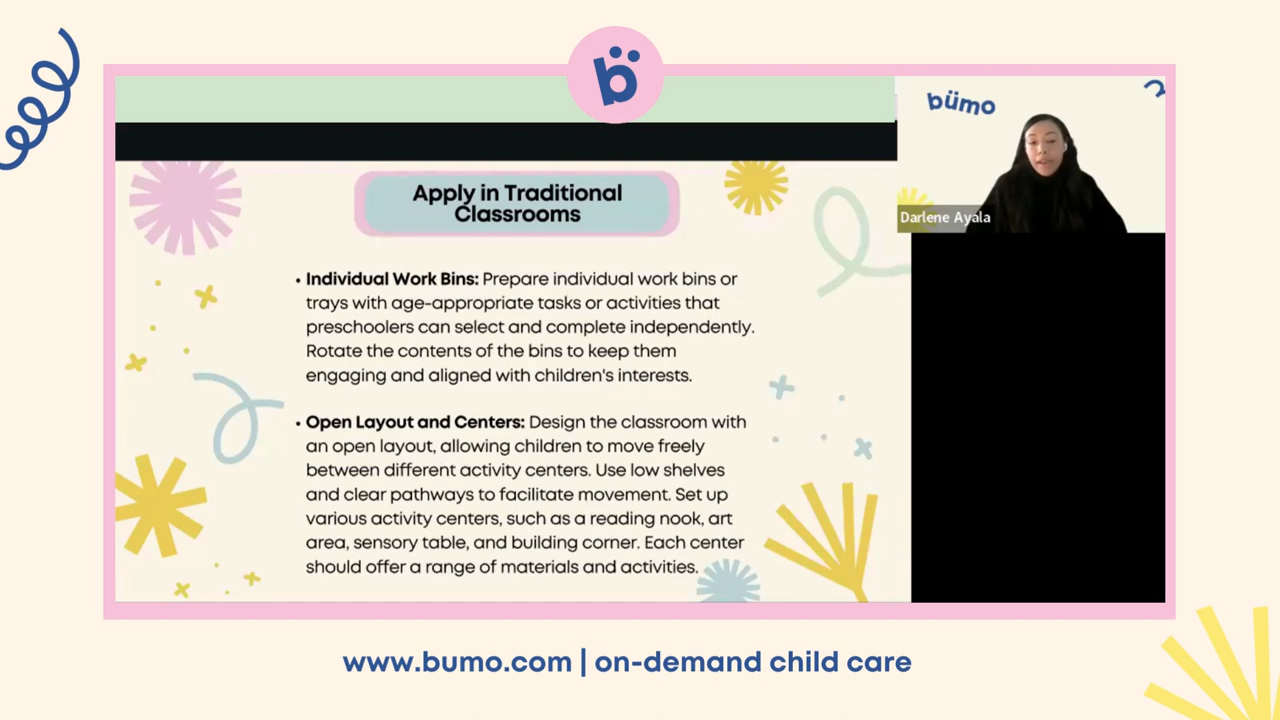 b̈
bümo
Darlene Ayala
Apply in Traditional
Classrooms
• Individual Work Bins: Prepare individual work bins or
trays with age-appropriate tasks or activities that
preschoolers can select and complete independently.
Rotate the contents of the bins to keep them
engaging and aligned with children's interests.
• Open Layout and Centers: Design the classroom with
an open layout, allowing children to move freely
between different activity centers. Use low shelves
and clear pathways to facilitate movement. Set up
various activity centers, such as a reading nook, art
area, sensory table, and building corner. Each center
should offer a range of materials and activities.
www.bumo.com | on-demand child care